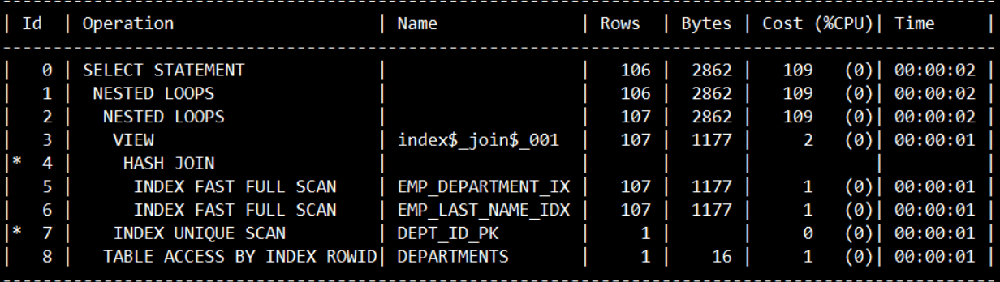 ---------------------------------------------------------------------------------------------------
| Id  | Operation                    | Name              | Rows  | Bytes | Cost (%CPU)| Time     |
---------------------------------------------------------------------------------------------------
|   0 | SELECT STATEMENT             |                   |   106 |  2862 |   109   (0)| 00:00:02 |
|   1 |  NESTED LOOPS                |                   |   106 |  2862 |   109   (0)| 00:00:02 |
|   2 |   NESTED LOOPS               |                   |   107 |  2862 |   109   (0)| 00:00:02 |
|   3 |    VIEW                      | index$_join$_001  |   107 |  1177 |     2   (0)| 00:00:01 |
|*  4 |     HASH JOIN                |                   |       |       |            |          |
|   5 |      INDEX FAST FULL SCAN    | EMP_DEPARTMENT_IX |   107 |  1177 |     1   (0)| 00:00:01 |
|   6 |      INDEX FAST FULL SCAN    | EMP_LAST_NAME_IDX |   107 |  1177 |     1   (0)| 00:00:01 |
|*  7 |    INDEX UNIQUE SCAN         | DEPT_ID_PK        |     1 |       |     0   (0)| 00:00:01 |
|   8 |   TABLE ACCESS BY INDEX ROWID| DEPARTMENTS       |     1 |    16 |     1   (0)| 00:00:01 |
---------------------------------------------------------------------------------------------------